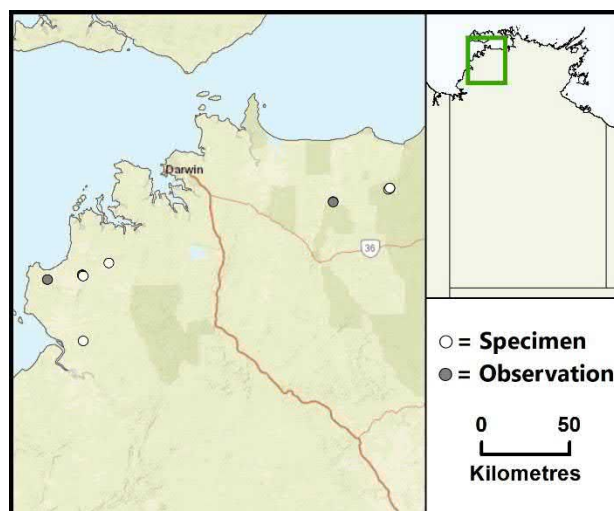 Darwin
36
= Specimen
= Observation
0 50
Kilometres